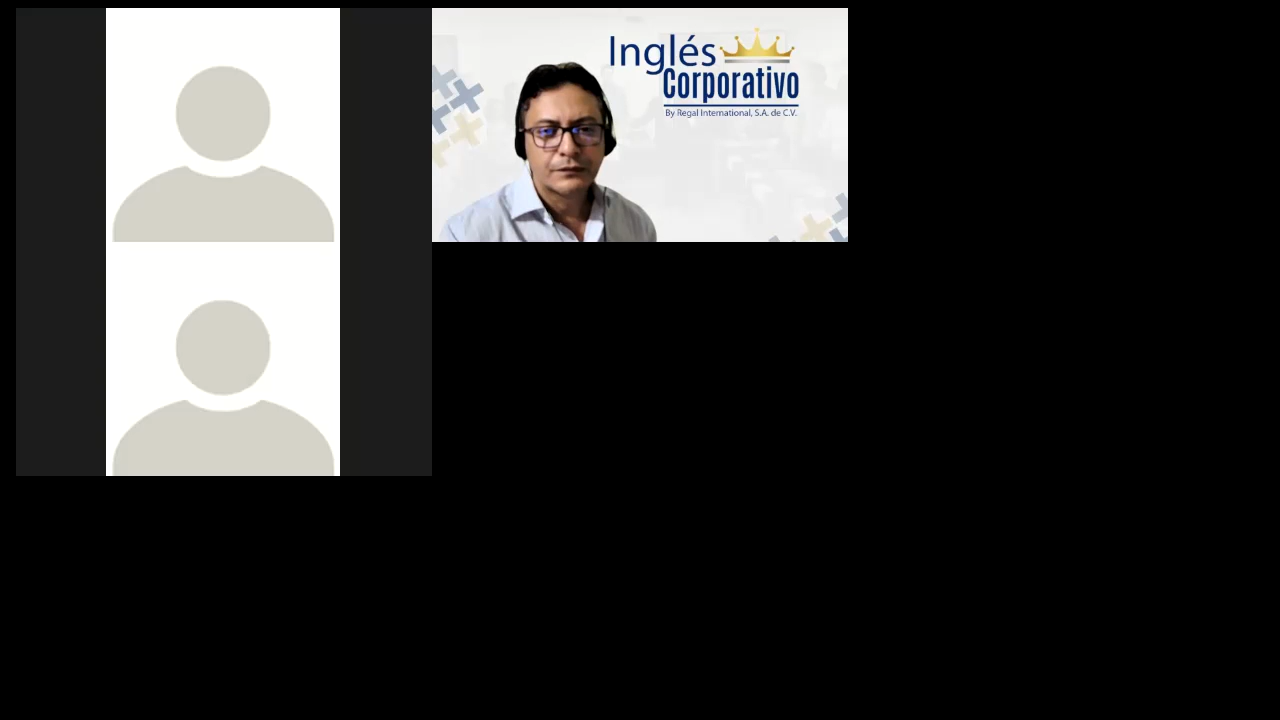 Inglés
Corporativo
By Regal International, S.A. de C.V.